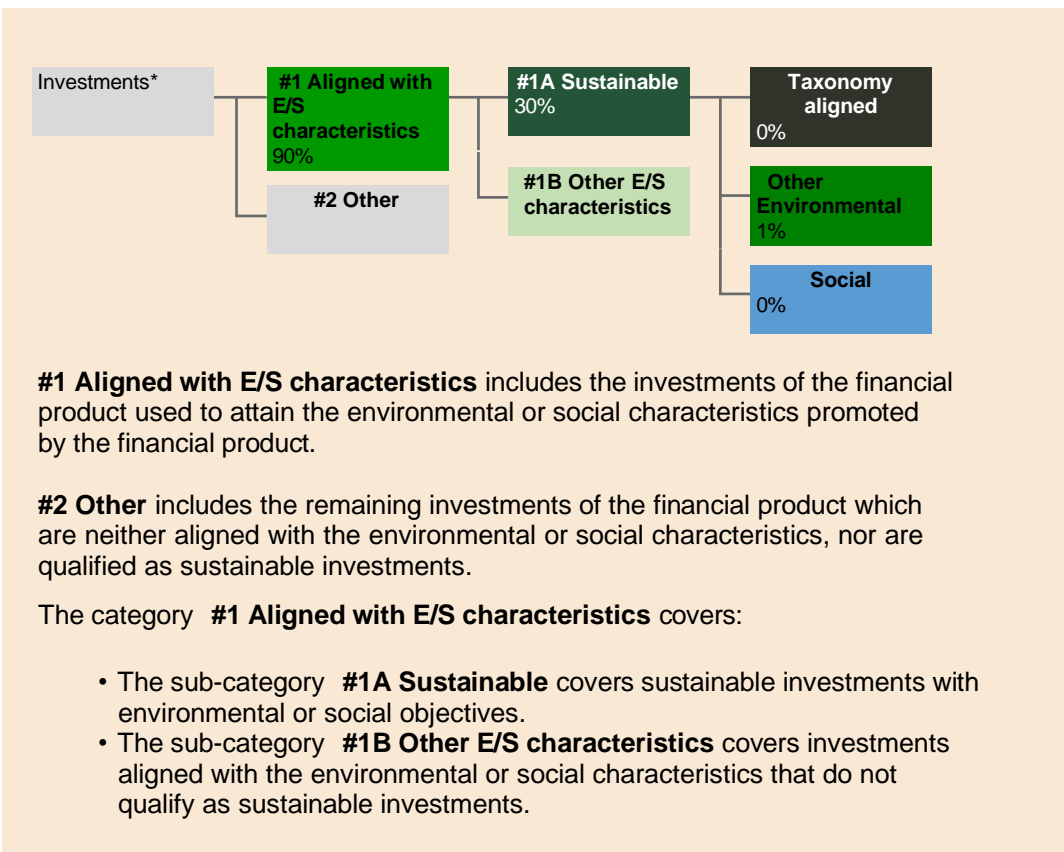 Investments*
#1 Aligned with
E/S
characteristics
90%
#2 Other
#1A Sustainable
30%
#1B Other E/S
characteristics
Taxonomy
aligned
0%
Other
Environmental
1%
Social
0%
#1 Aligned with E/S characteristics includes the investments of the financial
product used to attain the environmental or social characteristics promoted
by the financial product.
#2 Other includes the remaining investments of the financial product which
are neither aligned with the environmental or social characteristics, nor are
qualified as sustainable investments.
The category #1 Aligned with E/S characteristics covers:
• The sub-category #1A Sustainable covers sustainable investments with
environmental or social objectives.
• The sub-category #1B Other E/S characteristics covers investments
aligned with the environmental or social characteristics that do not
qualify as sustainable investments.